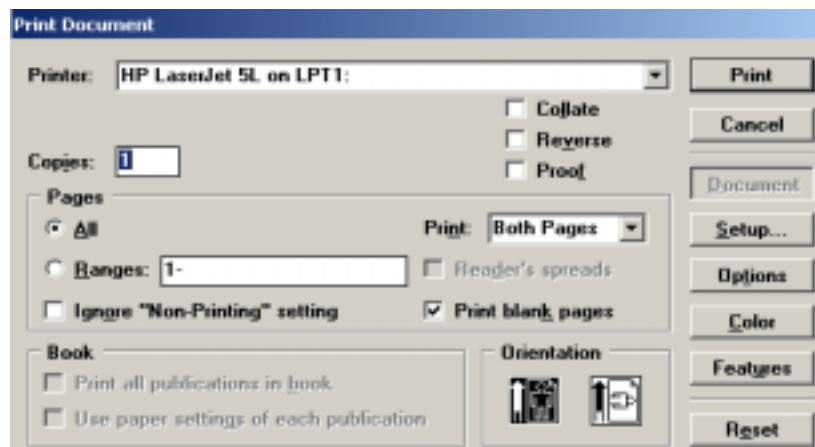 Print Document
Printer: HP LaserJet 5L on LPT1:
Print
Collate
Cancel
Reverse
Copies: 1
Proof
Document
Pages
All
Print: Both Pages
Setup...
Ranges: 1-
Reader's spreads
Options
Ignore "Non-Printing" setting
Print blank pages
Color
Book
Orientation
Features
Print all publications in book
Use paper settings of each publication
Reset